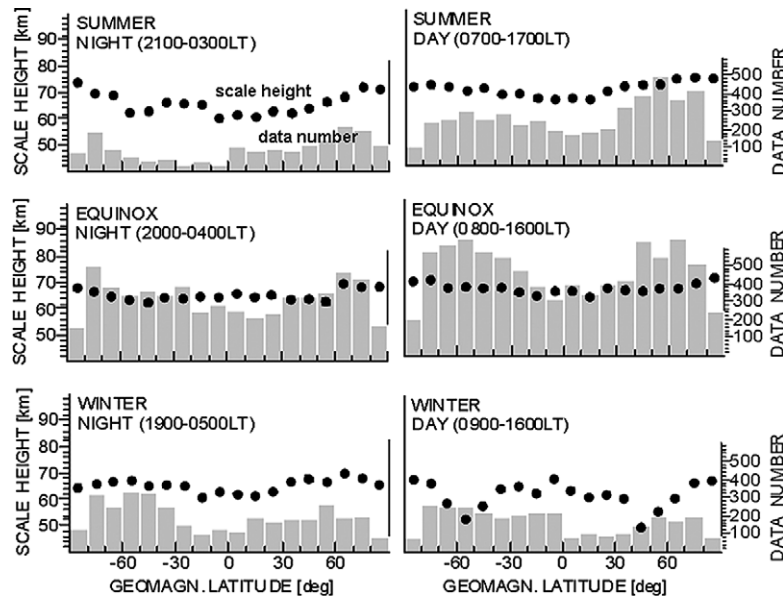 SUMMER
NIGHT (2100-0300LT)
SCALE HEIGHT [km]
90
80
70
60
50
scale height
data number
SUMMER
DAY (0700-1700LT)
500
400
300
200
100
DATA NUMBER
EQUINOX
NIGHT (2000-0400LT)
SCALE HEIGHT [km]
90
80
70
60
50
EQUINOX
DAY (0800-1600LT)
500
400
300
200
100
DATA NUMBER
WINTER
NIGHT (1900-0500LT)
SCALE HEIGHT [km]
90
80
70
60
50
-60 -30 0 30 60
GEOMAGN. LATITUDE [deg]
WINTER
DAY (0900-1600LT)
500
400
300
200
100
DATA NUMBER
-60 -30 0 30 60
GEOMAGN. LATITUDE [deg]